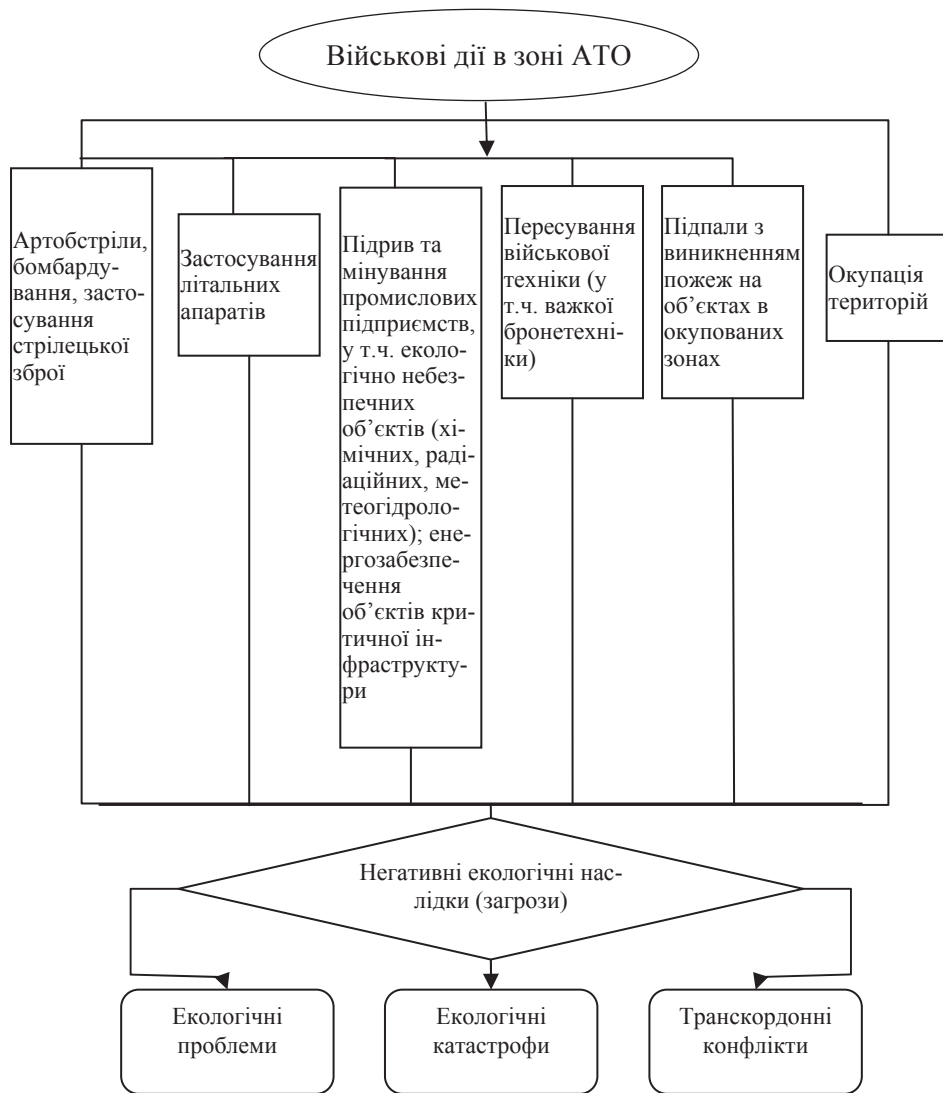 Військові дії в зоні АТО
Артобстріли,
бомбарду-
вання, засто-
сування
стрілецької
зброї
Застосування
літальних
апаратів
Підрив та
мінування
промислових
підприємств,
у т.ч. еколо-
гічно небез-
печних
об’єктів (хі-
мічних, раді-
аційних, ме-
теогідроло-
гічних); ене-
ргозабезпе-
чення
об’єктів кри-
тичної ін-
фраструкту-
ри
Пересування
військової
техніки (у
т.ч. важкої
бронетехні-
ки)
Підпали з
виникненням
пожеж на
об’єктах в
окупованих
зонах
Окупація
територій
Негативні екологічні нас-
лідки (загрози)
Екологічні
проблеми
Екологічні
катастрофи
Транскордонні
конфлікти